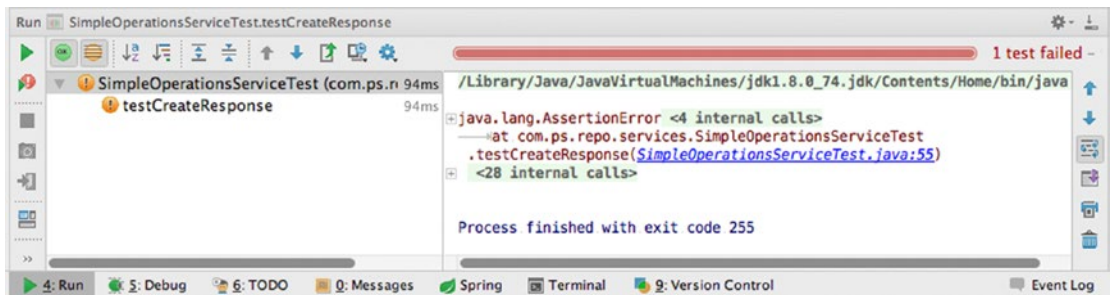 Run SimpleOperationsServiceTest.testCreateResponse
1 test failed –
SimpleOperationsServiceTest (com.ps.r 94ms
testCreateResponse 94ms
/Library/Java/JavaVirtualMachines/jdk1.8.0_74.jdk/Contents/Home/bin/java
java.lang.AssertionError <4 internal calls>
at com.ps.repo.services.SimpleOperationsServiceTest
.testCreateResponse(SimpleOperationsServiceTest.java:55)
<28 internal calls>
Process finished with exit code 255
4: Run 5: Debug 6: TODO 0: Messages Spring Terminal 9: Version Control Event Log